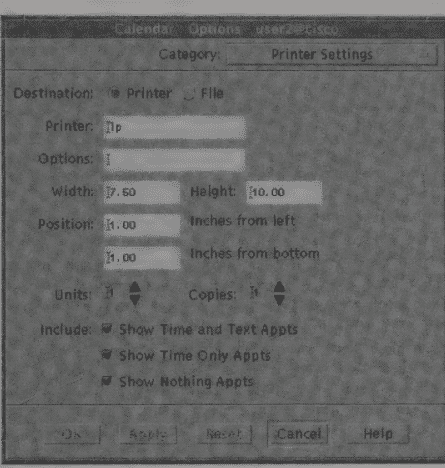 Calendar Options user2@cisco
Category: Printer Settings
Destination: Printer File
Printer: lp
Options:
Width: 7.50 Height: 10.00
Position: 1.00 Inches from left
1.00 Inches from bottom
Units: Copies:
Include: Show Time and Text Appts
Show Time Only Appts
Show Nothing Appts
OK Apply Reset Cancel Help